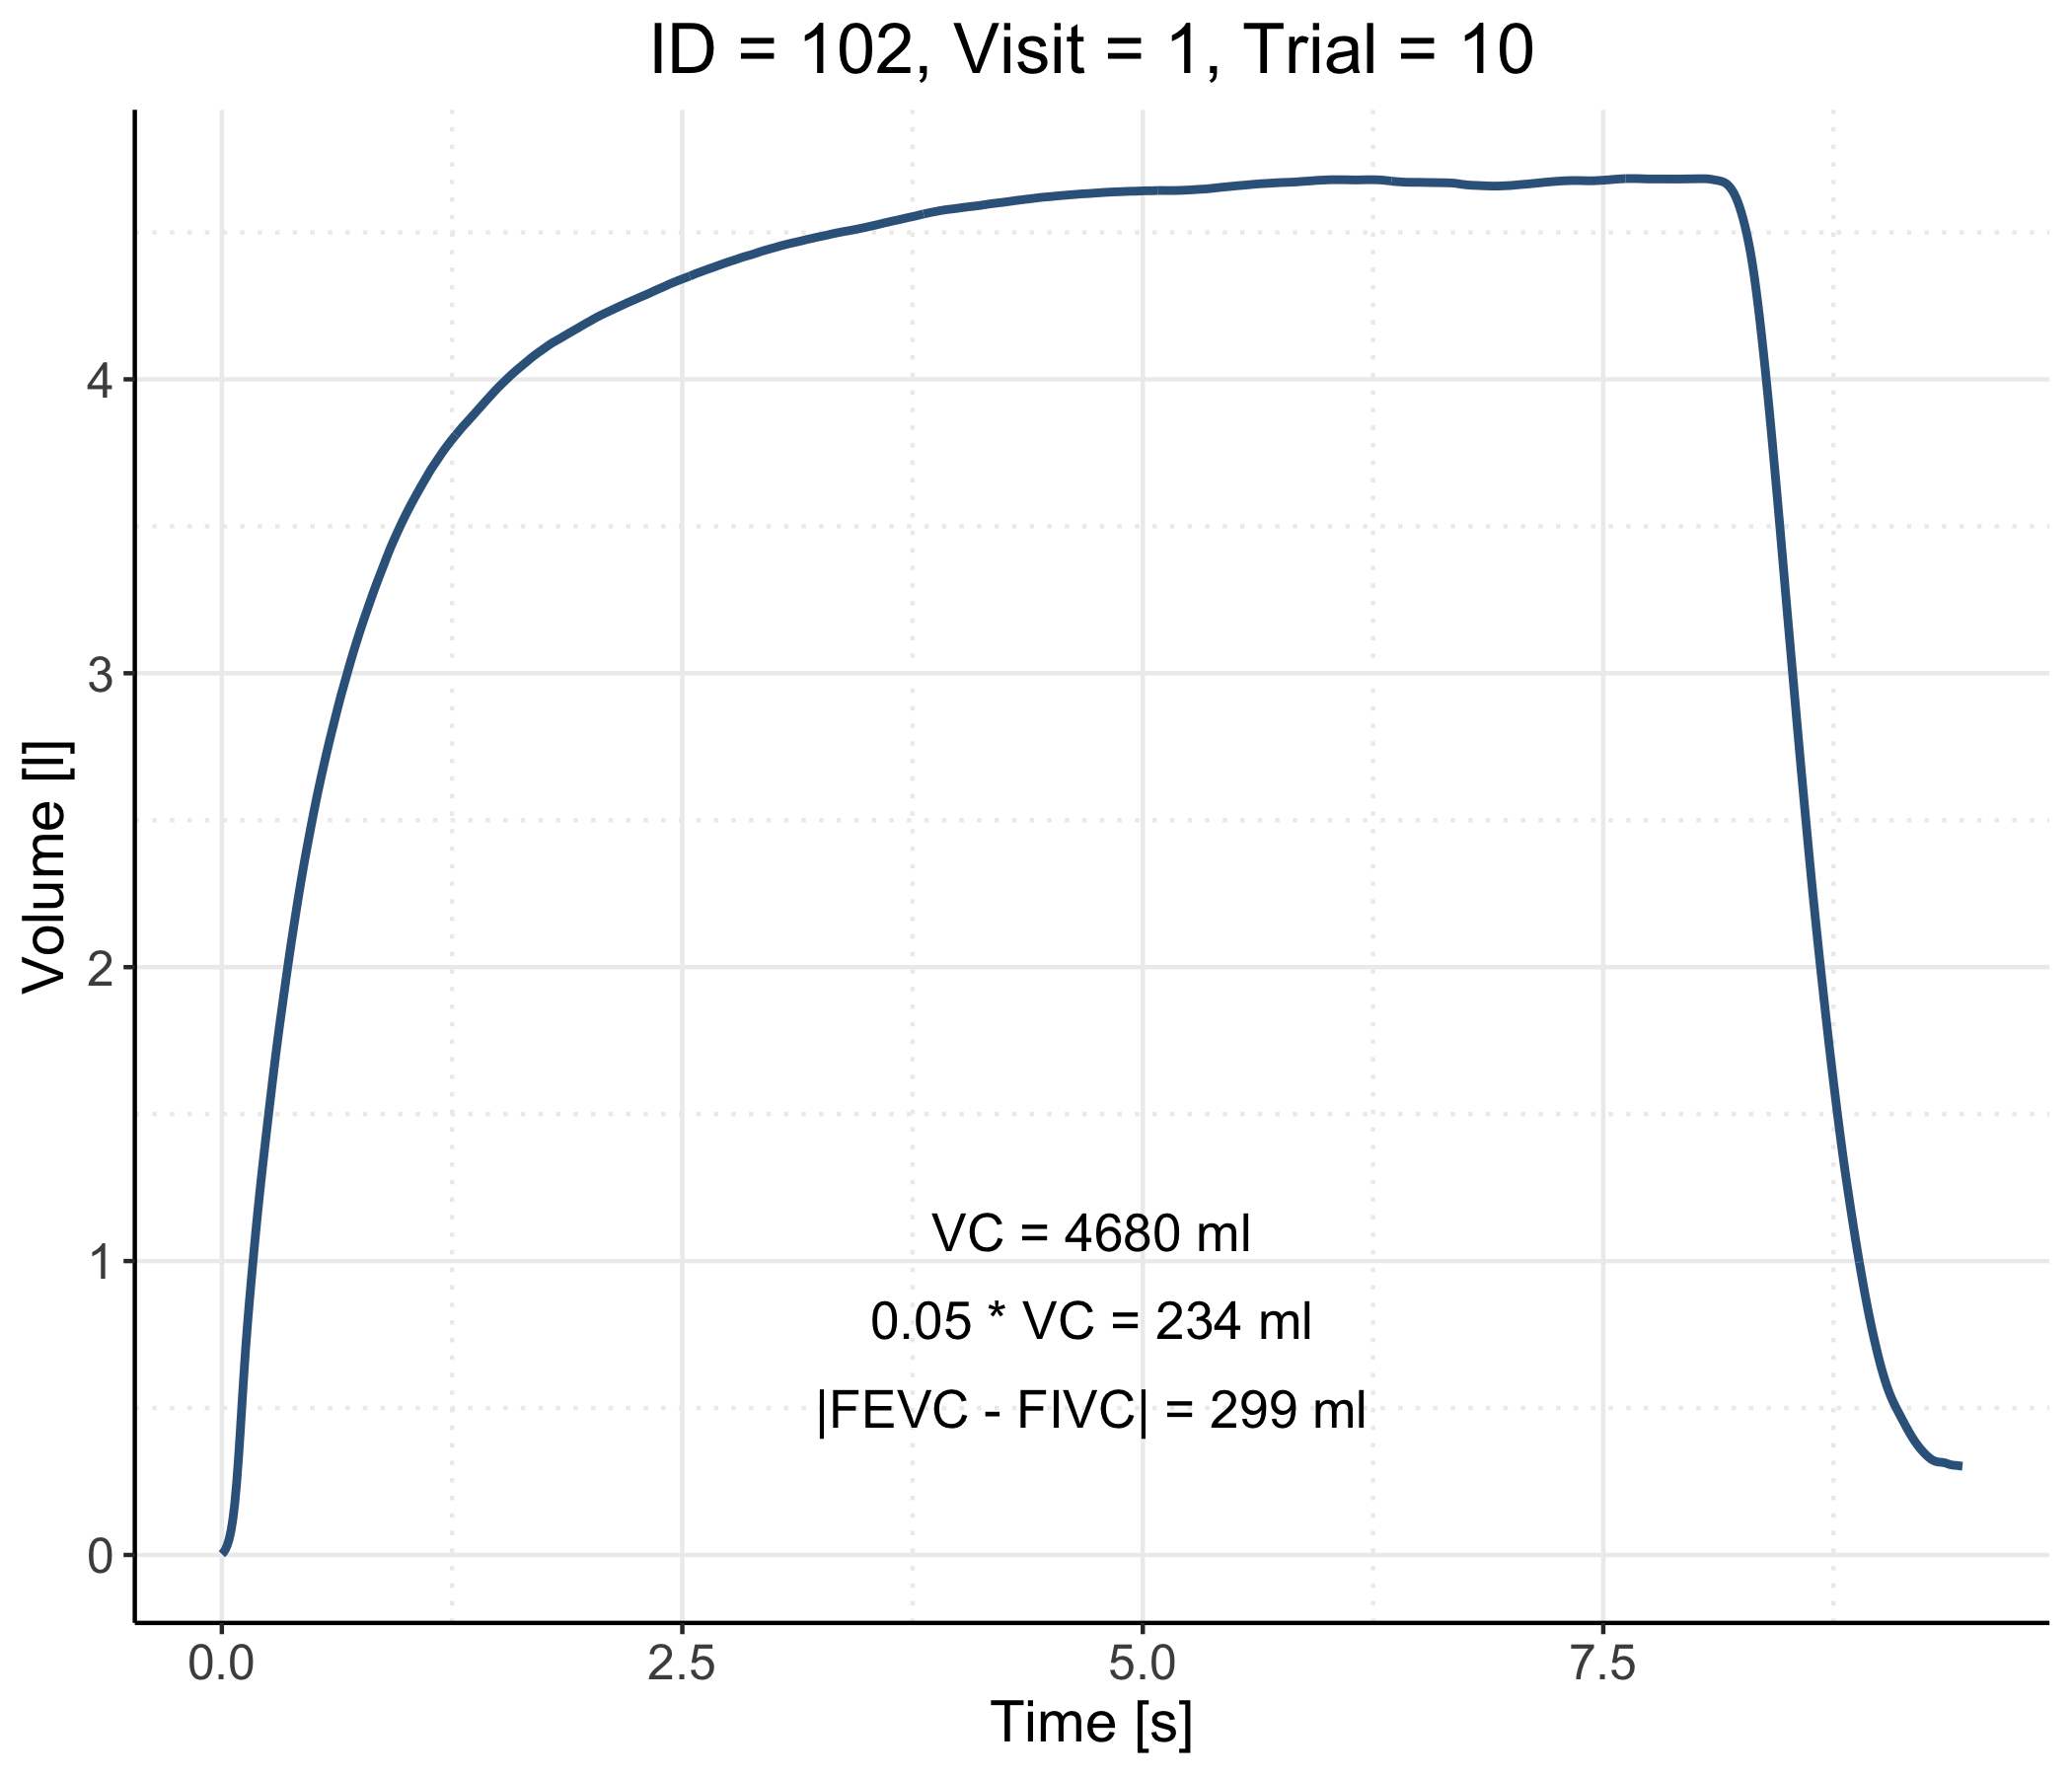 ID = 102, Visit = 1, Trial = 10
Volume [l]
4
3
2
1
0
VC = 4680 ml
0.05 * VC = 234 ml
|FEVC - FIVC| = 299 ml
0.0 2.5 5.0 7.5
Time [s]